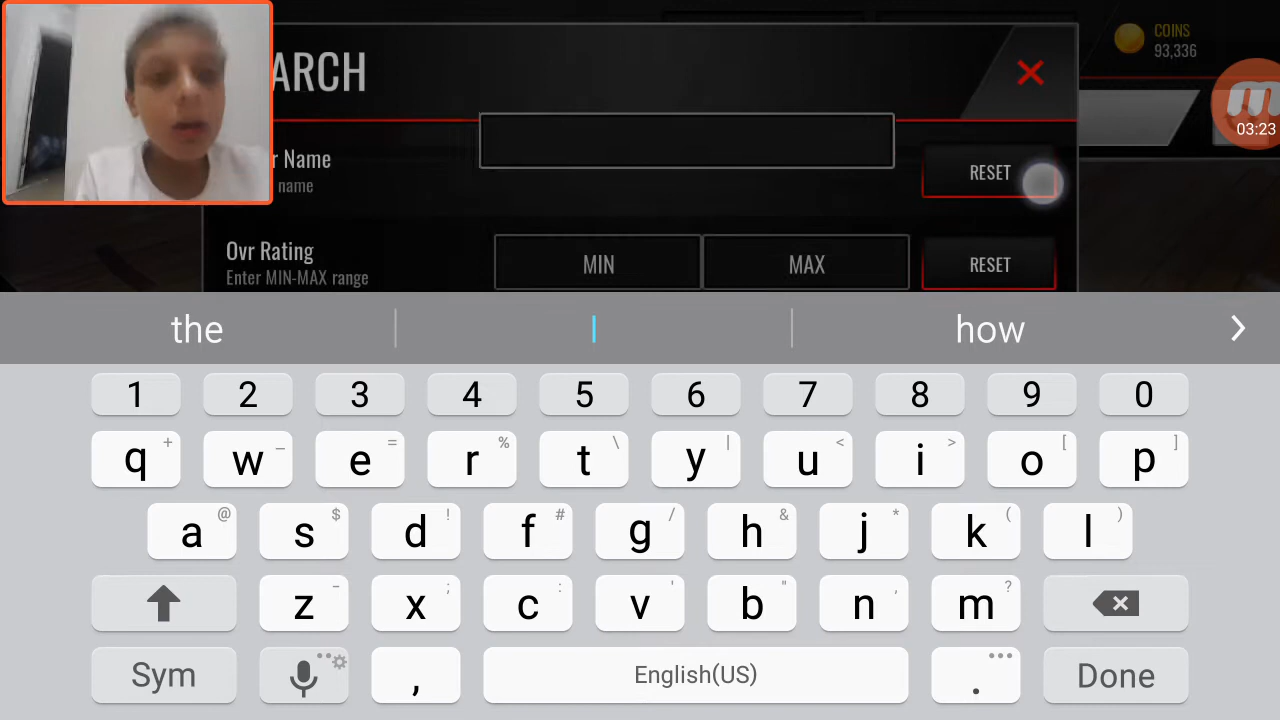 ARCH
COINS
93,336
03:23
r Name
name
RESET
Ovr Rating
Enter MIN-MAX range
MIN
MAX
RESET
the
I
how
1 2 3 4 5 6 7 8 9 0
q + w _ e = r % t \ y | u < i > o [ p ]
a @ s $ d ! f # g / h & j * k ( l )
z - x ; c : v ' b " n , m ?
Sym , English(US) . Done